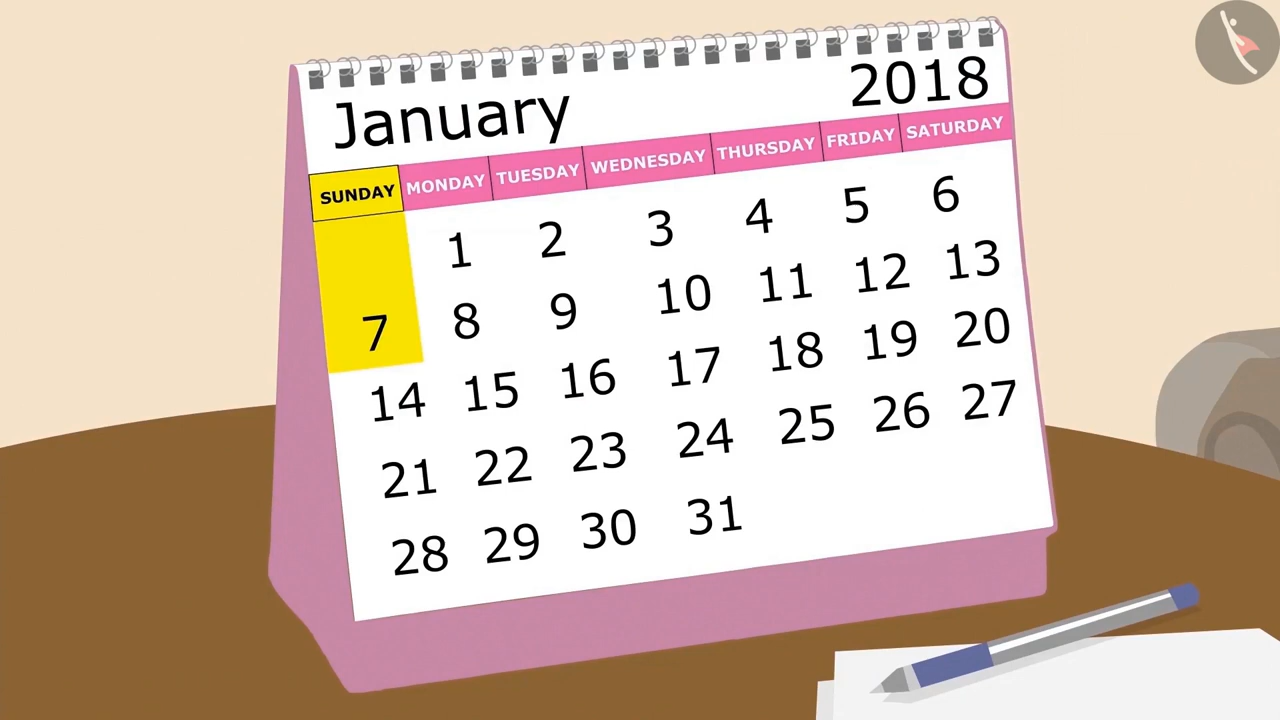 January 2018
SUNDAY MONDAY TUESDAY WEDNESDAY THURSDAY FRIDAY SATURDAY
1 2 3 4 5 6
7 8 9 10 11 12 13
14 15 16 17 18 19 20
21 22 23 24 25 26 27
28 29 30 31